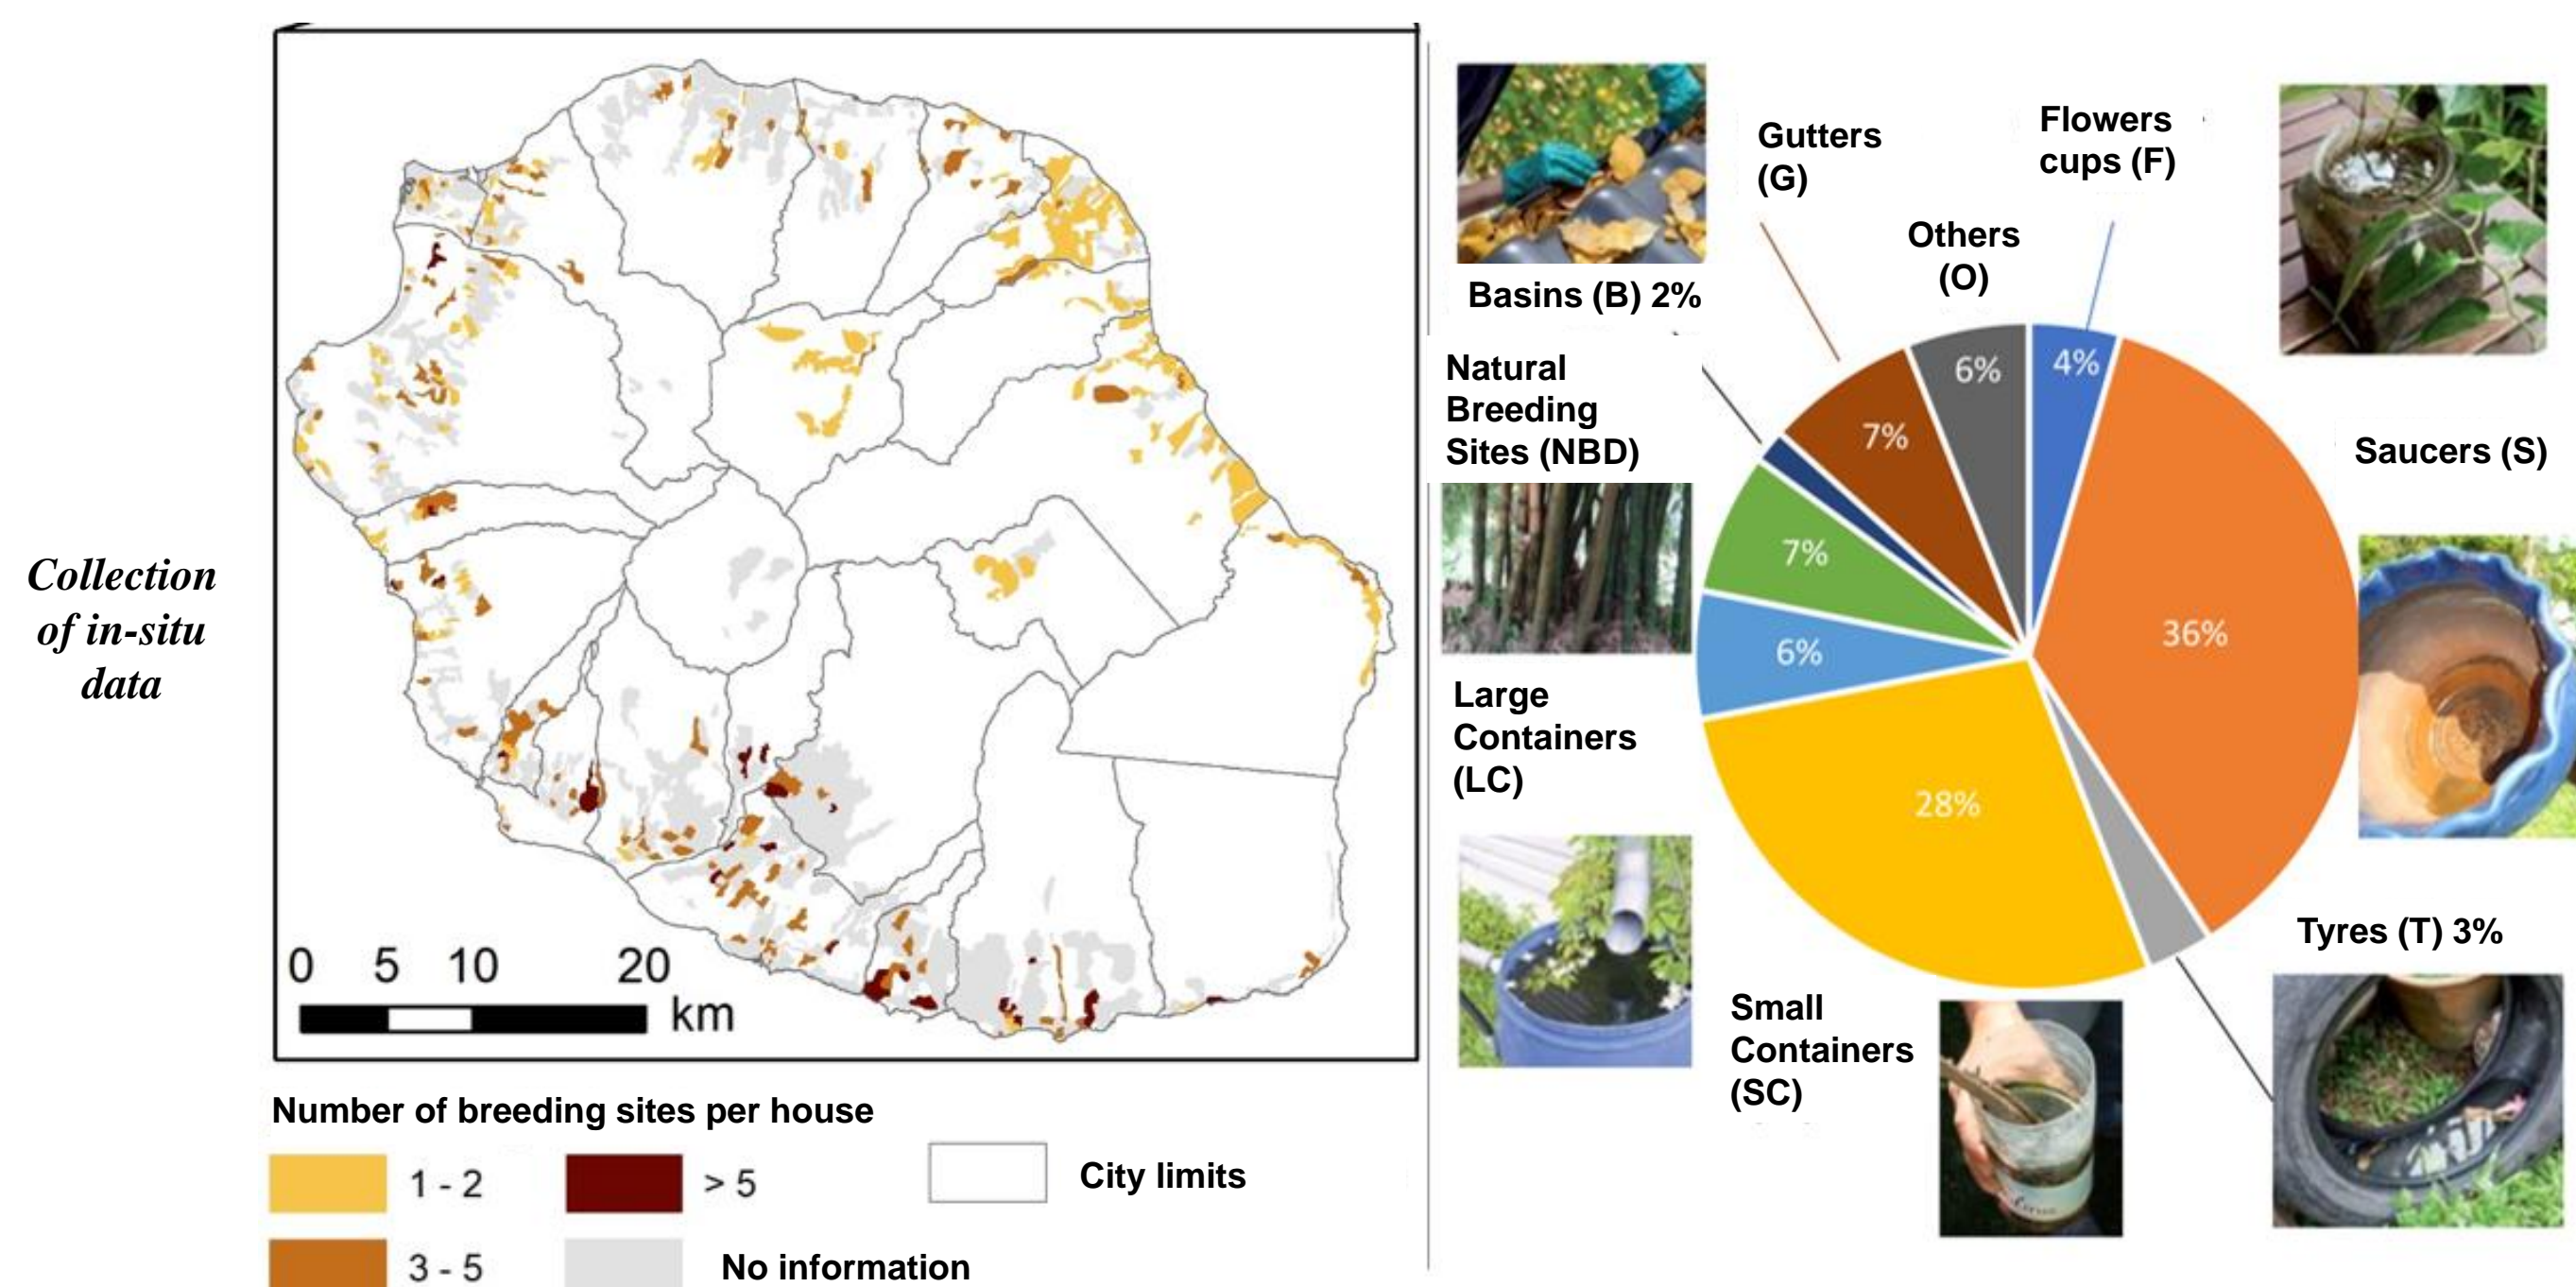 Collection
of in-situ
data
0 5 10 20
km
Number of breeding sites per house
1 - 2
> 5
City limits
3 - 5
No information
Gutters
(G)
Flowers
cups (F)
Others
(O)
Basins (B) 2%
Natural
Breeding
Sites (NBD)
Saucers (S)
Large
Containers
(LC)
Tyres (T) 3%
Small
Containers
(SC)
6%
4%
7%
7%
36%
6%
28%